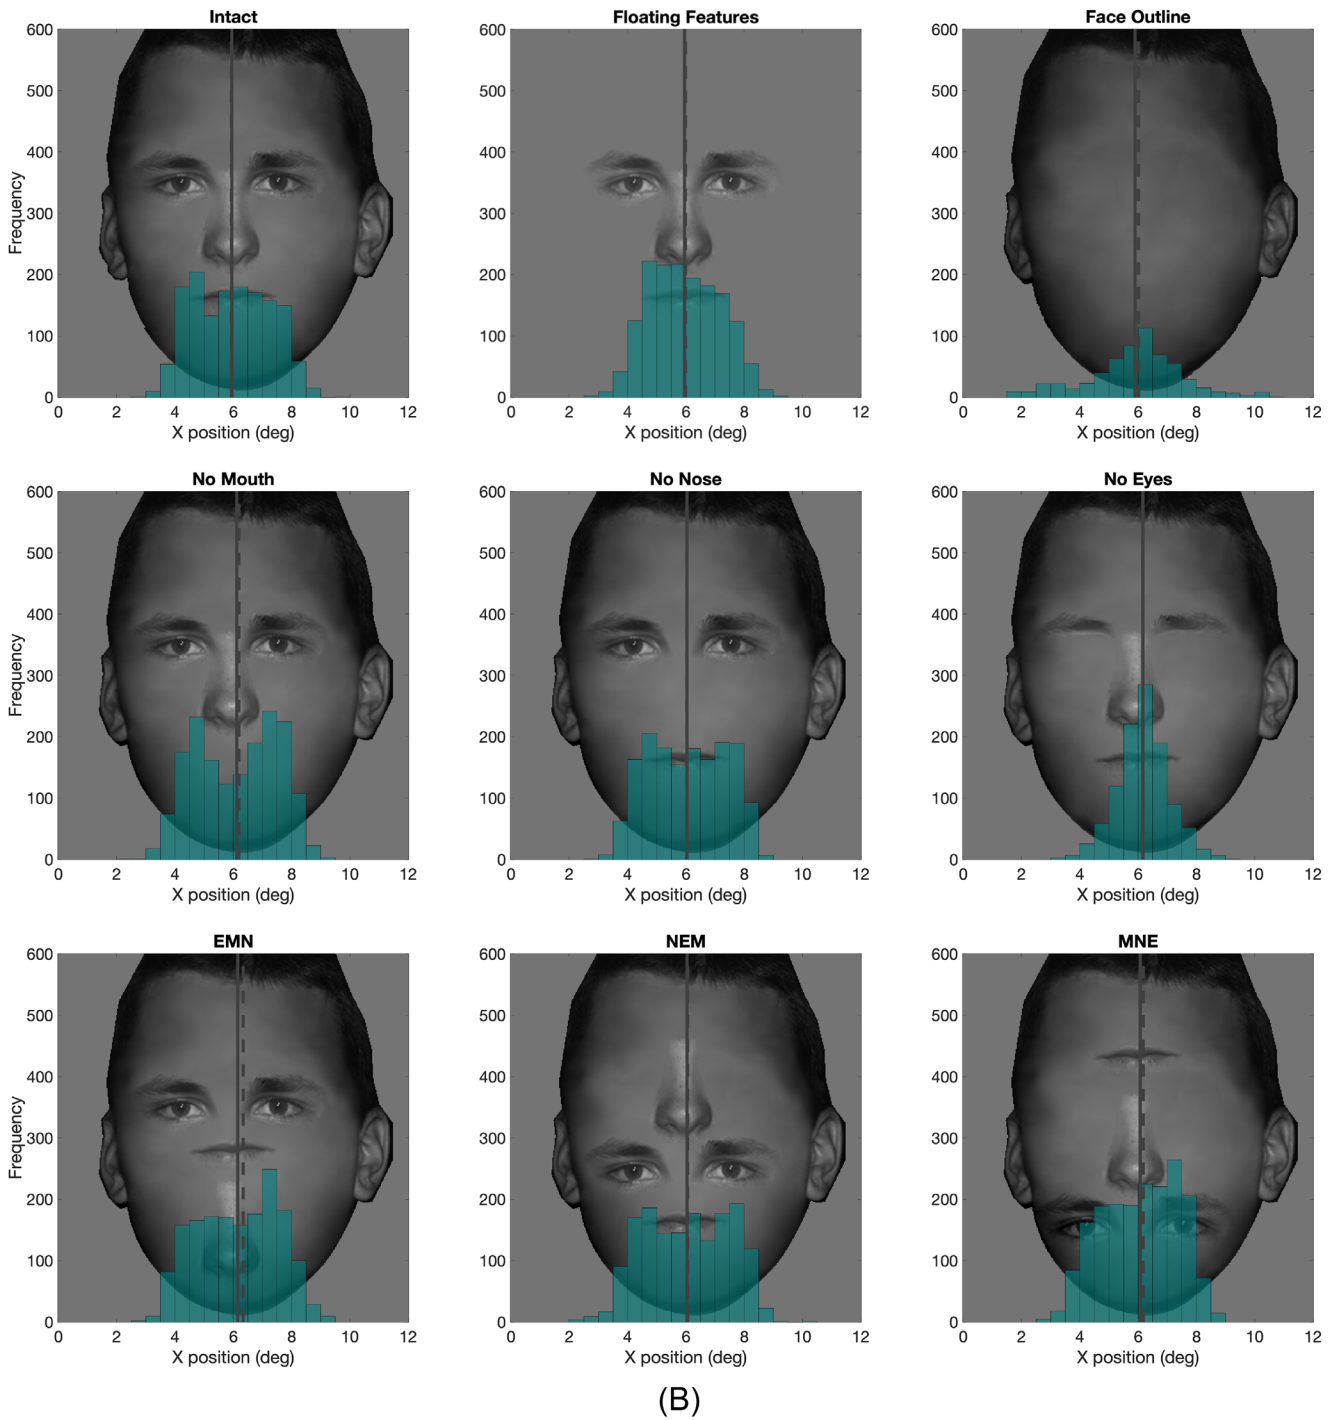 Intact Floating Features Face Outline
600 600 600
500 500 500
400 400 400
300 300 300
200 200 200
100 100 100
0 0 0
Frequency
0 2 4 6 8 10 12 0 2 4 6 8 10 12 0 2 4 6 8 10 12
X position (deg) X position (deg) X position (deg)
No Mouth No Nose No Eyes
600 600 600
500 500 500
400 400 400
300 300 300
200 200 200
100 100 100
0 0 0
Frequency
0 2 4 6 8 10 12 0 2 4 6 8 10 12 0 2 4 6 8 10 12
X position (deg) X position (deg) X position (deg)
EMN NEM MNE
600 600 600
500 500 500
400 400 400
300 300 300
200 200 200
100 100 100
0 0 0
Frequency
0 2 4 6 8 10 12 0 2 4 6 8 10 12 0 2 4 6 8 10 12
X position (deg) X position (deg) X position (deg)
(B)